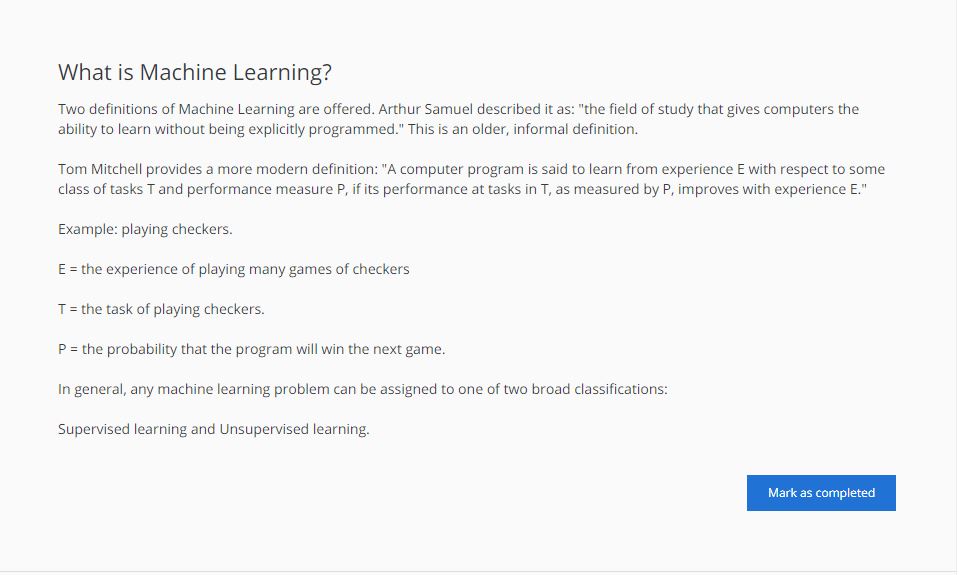 What is Machine Learning?
Two definitions of Machine Learning are offered. Arthur Samuel described it as: "the field of study that gives computers the
ability to learn without being explicitly programmed." This is an older, informal definition.
Tom Mitchell provides a more modern definition: "A computer program is said to learn from experience E with respect to some
class of tasks T and performance measure P, if its performance at tasks in T, as measured by P, improves with experience E."
Example: playing checkers.
E = the experience of playing many games of checkers
T = the task of playing checkers.
P = the probability that the program will win the next game.
In general, any machine learning problem can be assigned to one of two broad classifications:
Supervised learning and Unsupervised learning.
Mark as completed